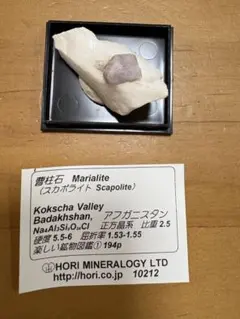 曹柱石 Marialite
(スカポライト Scapolite)
Kokscha Valley
Badakhshan, アフガニスタン
Na₄Al₃Si₉O₂₄Cl 正方晶系 比重 2.5
硬度 5.5-6 屈折率 1.53-1.55
楽しい鉱物図鑑① 194p
HORI MINERALOGY LTD
http://hori.co.jp 10212